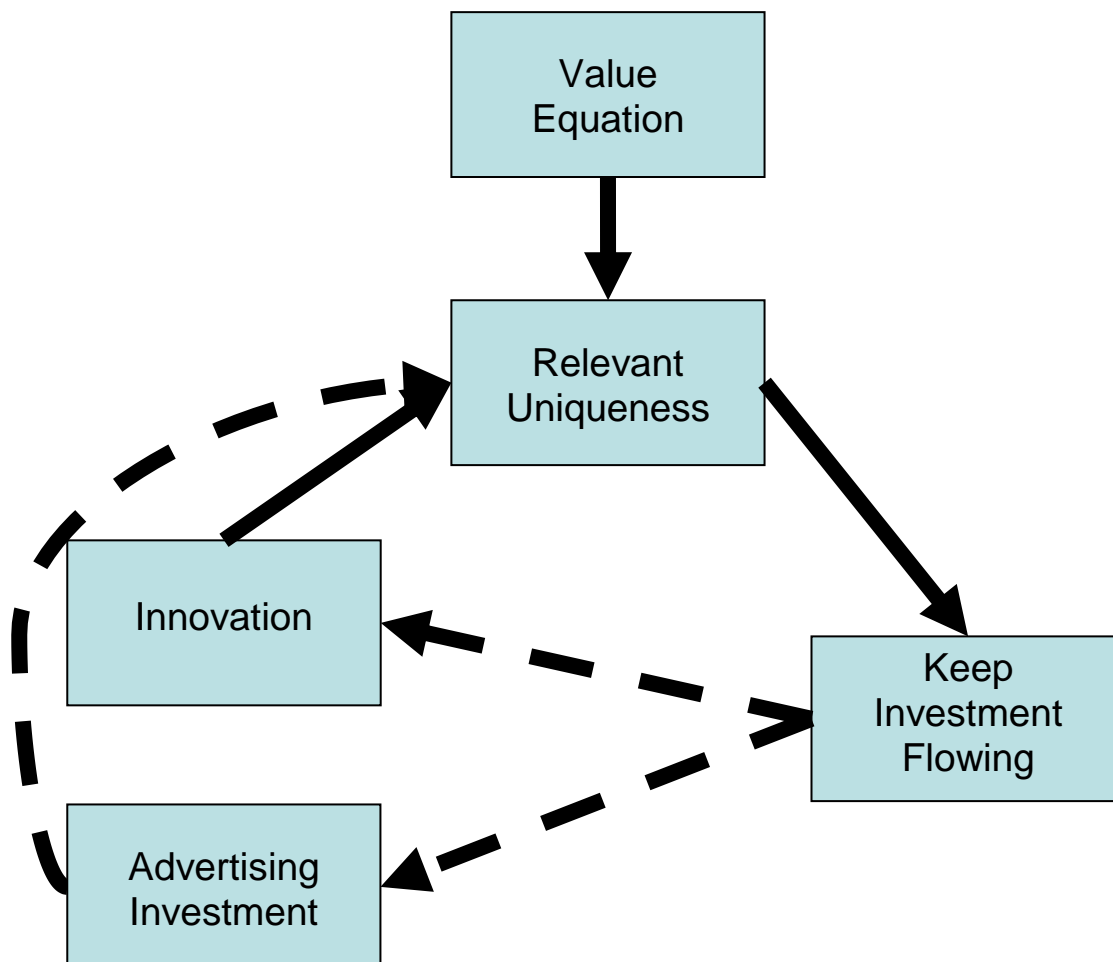 Value
Equation
Relevant
Uniqueness
Innovation
Keep
Investment
Flowing
Advertising
Investment